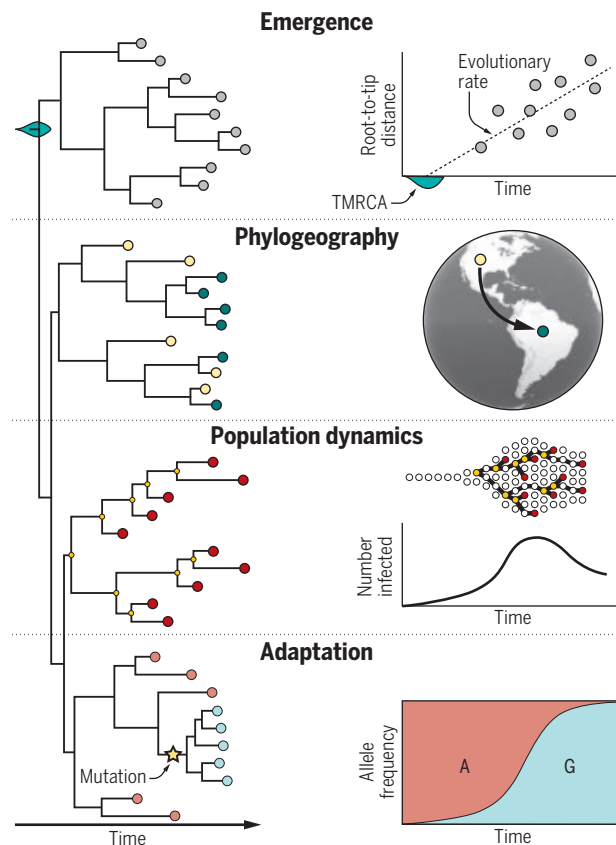 Emergence
Evolutionary
rate
Root-to-tip
distance
TMRCA
Time
Phylogeography
Population dynamics
Number
infected
Time
Adaptation
Mutation
Time
Allele
frequency
A
G
Time